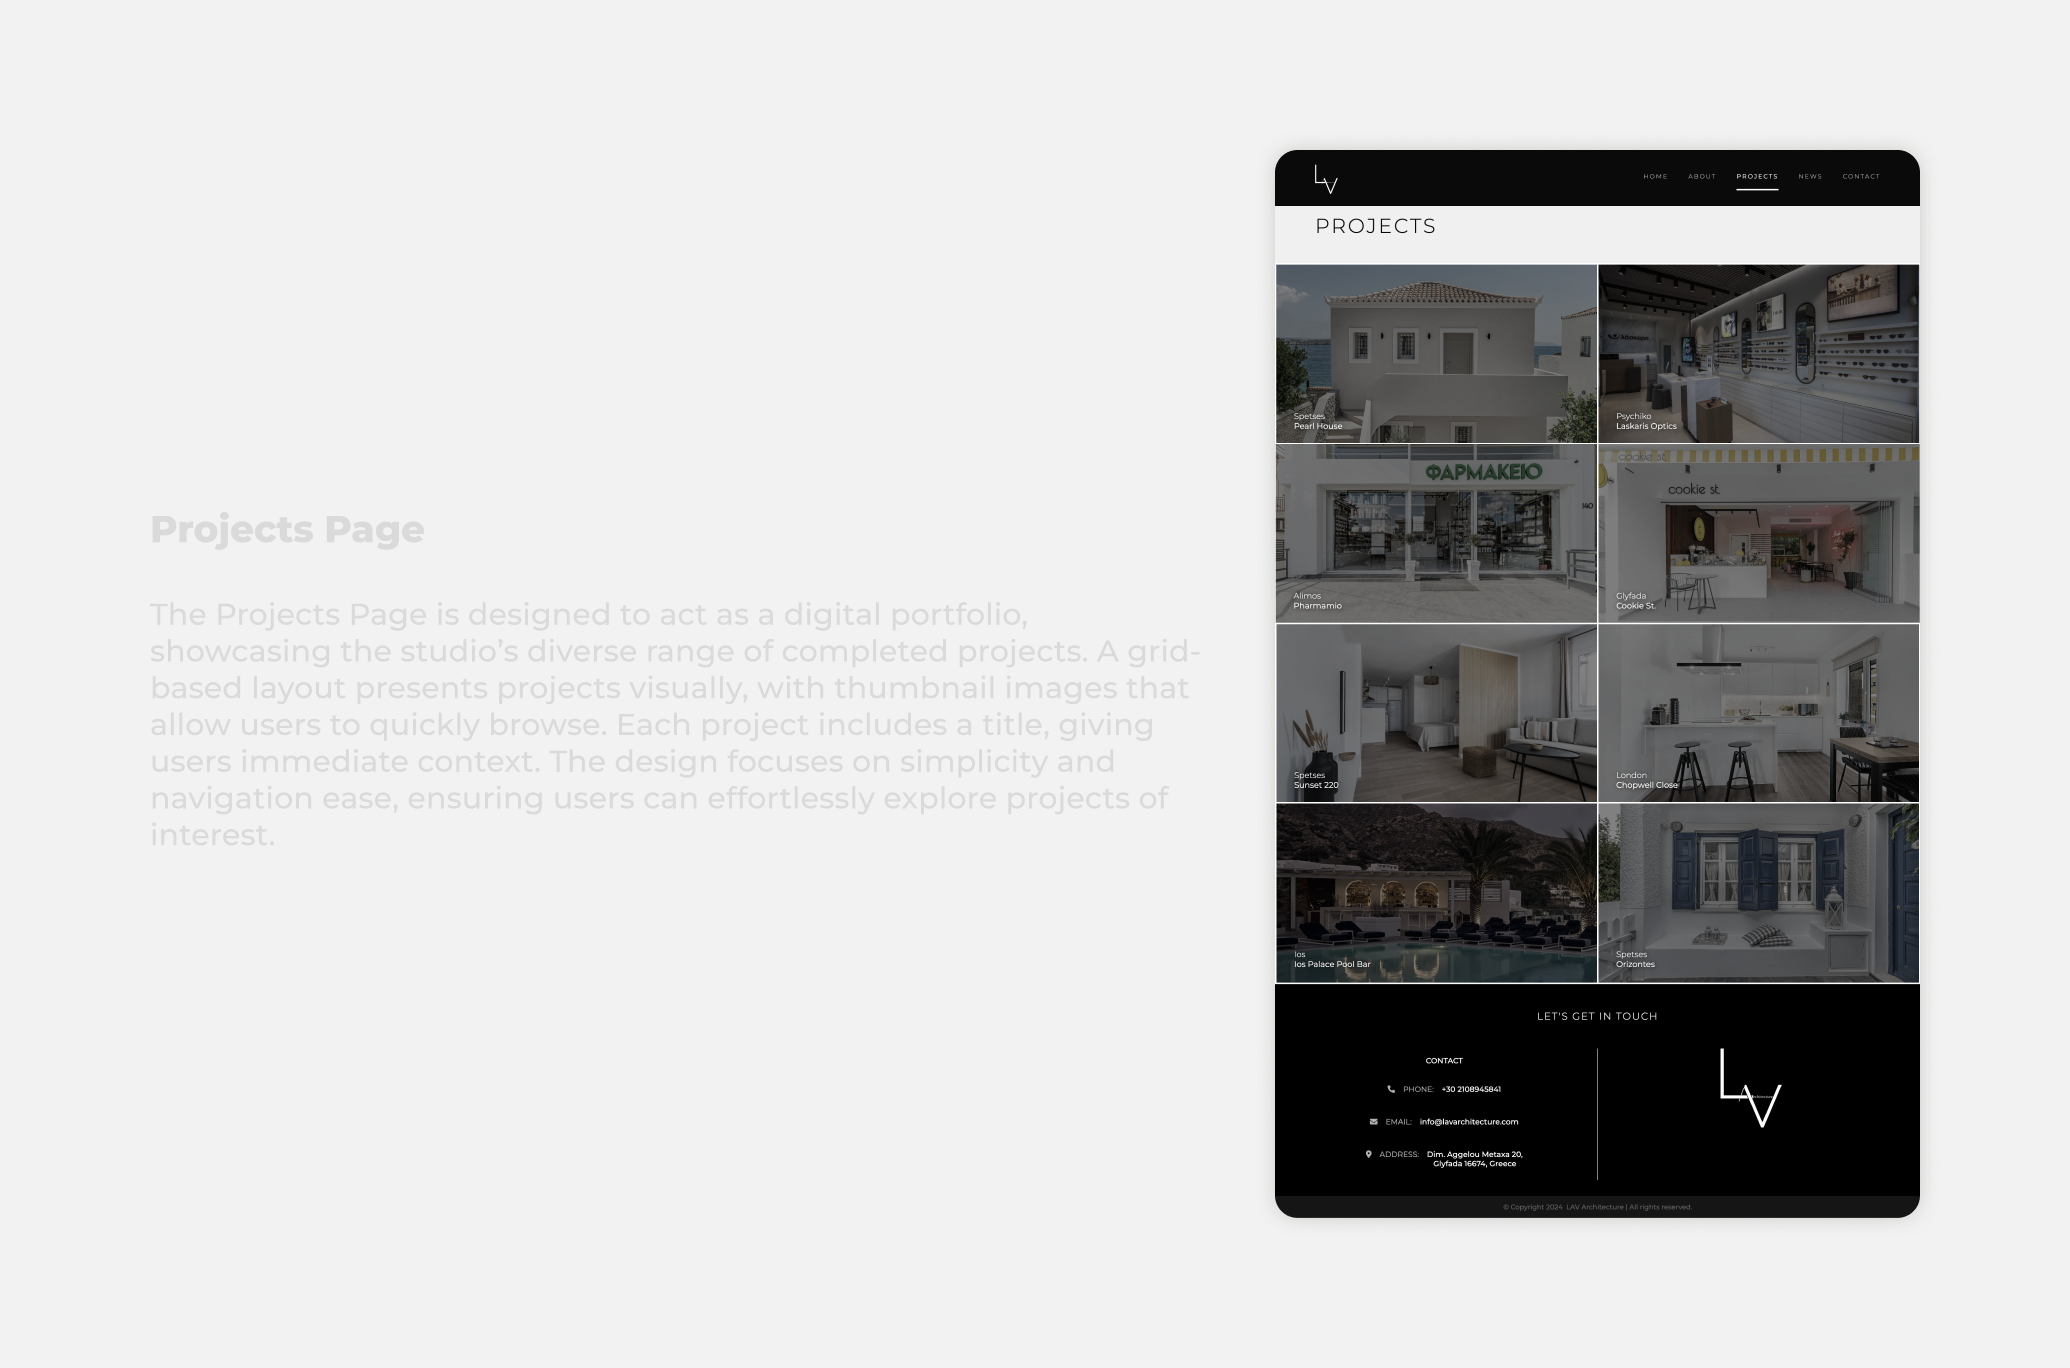 Projects Page
The Projects Page is designed to act as a digital portfolio,
showcasing the studio’s diverse range of completed projects. A grid-
based layout presents projects visually, with thumbnail images that
allow users to quickly browse. Each project includes a title, giving
users immediate context. The design focuses on simplicity and
navigation ease, ensuring users can effortlessly explore projects of
interest.
LV
HOME ABOUT PROJECTS NEWS CONTACT
PROJECTS
Spetses
Pearl House
Psychiko
Laskaris Optics
ΦΑΡΜΑΚΕΙΟ
140
Alimos
Pharmamio
cookie st.
cookie st.
Glyfada
Cookie St.
Spetses
Sunset 220
London
Chopwell Close
Ios
Ios Palace Pool Bar
Spetses
Orizontes
LET'S GET IN TOUCH
CONTACT
PHONE: +30 2108945841
EMAIL: info@lavarchitecture.com
ADDRESS: Dim. Aggelou Metaxa 20,
Glyfada 16674, Greece
LV
© Copyright 2024 LAV Architecture | All rights reserved.